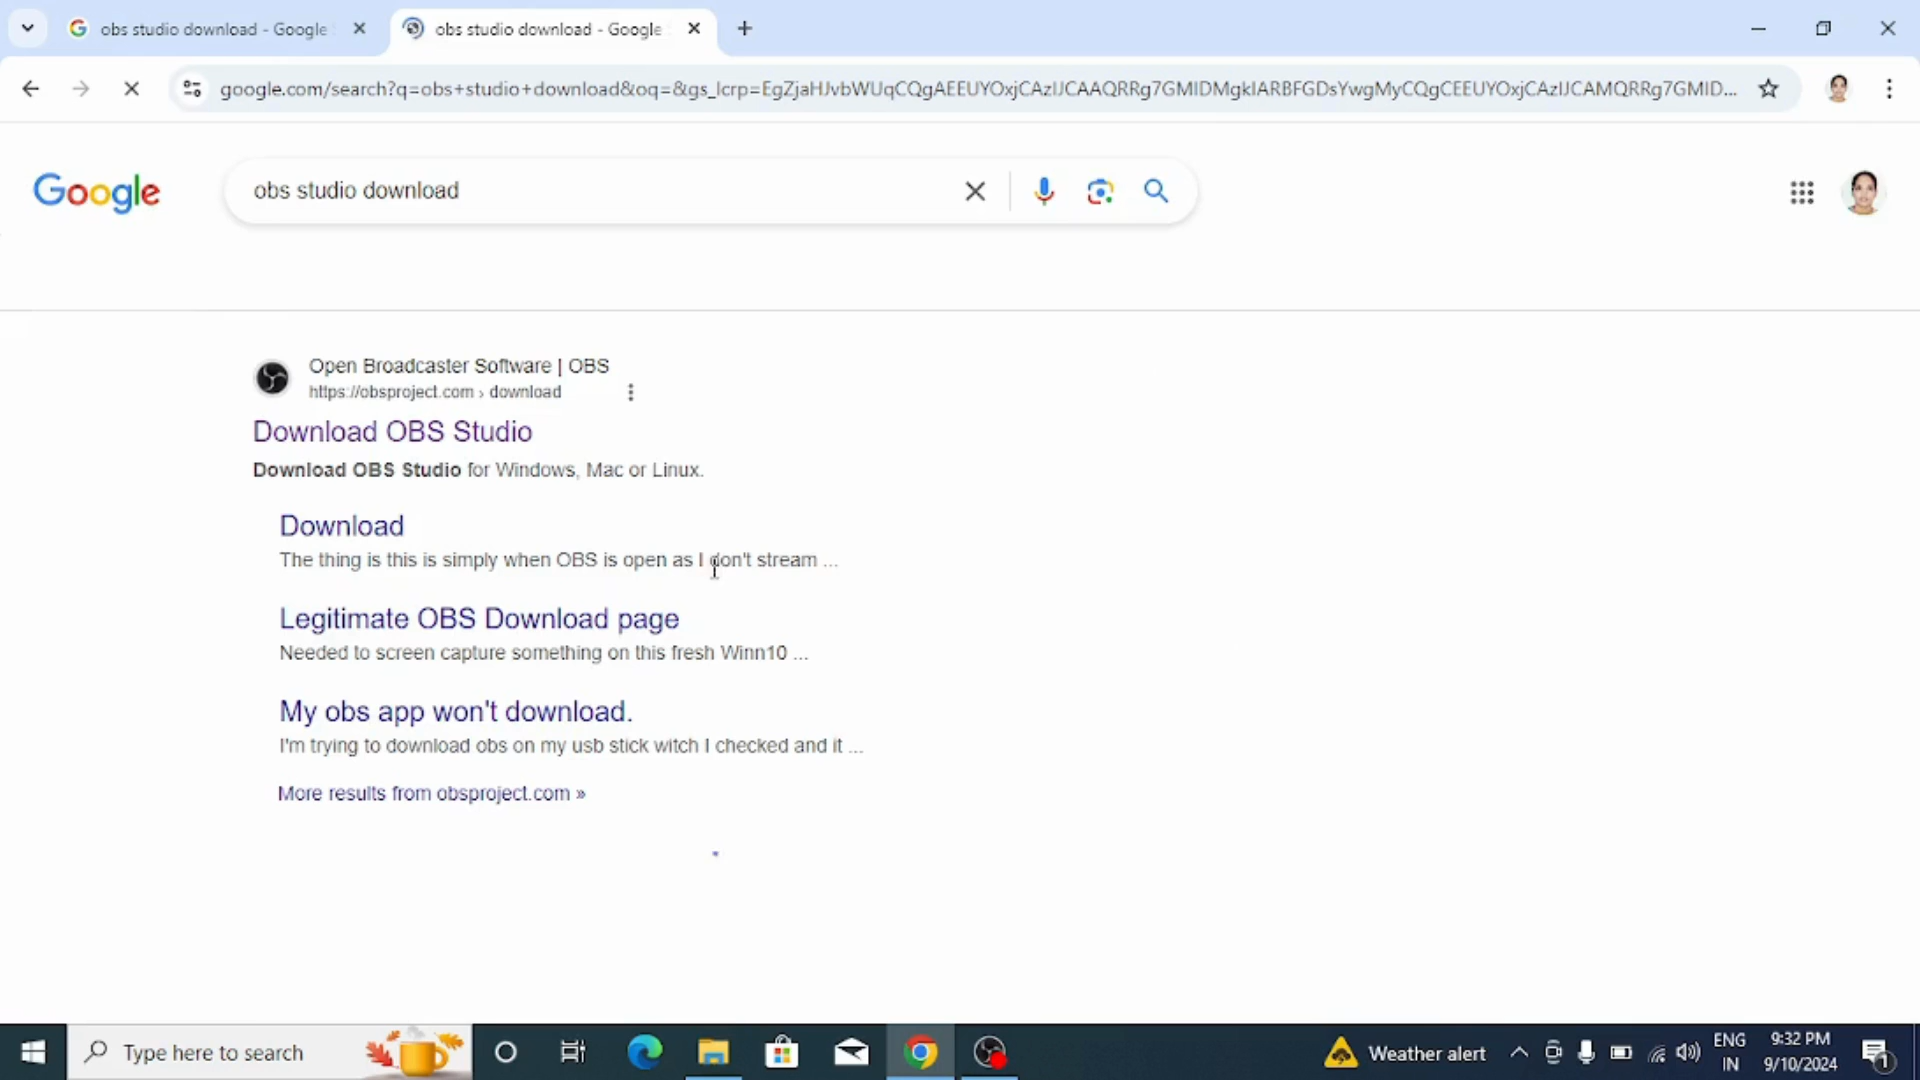 obs studio download - Google
obs studio download - Google
google.com/search?q=obs+studio+download&oq=&gs_lcrp=EgZjaHJvbWUqCQgAEEUYOxjCAzIJCAAQRRg7GMIDMgkIARBFGDsYwgMyCQgCEEUYOxjCAzIJCAMQRRg7GMID...
Google
obs studio download
Open Broadcaster Software | OBS
https://obsproject.com › download
Download OBS Studio
Download OBS Studio for Windows, Mac or Linux.
Download
The thing is this is simply when OBS is open as I don't stream ...
Legitimate OBS Download page
Needed to screen capture something on this fresh Winn10 ...
My obs app won't download.
I'm trying to download obs on my usb stick witch I checked and it ...
More results from obsproject.com »
Type here to search
Weather alert
ENG
IN
9:32 PM
9/10/2024
1